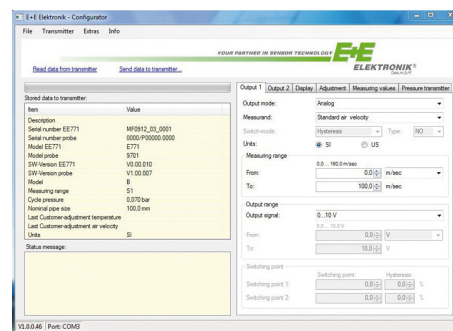 E+E Elektronik - Configurator
File Transmitter Extras Info
YOUR PARTNER IN SENSOR TECHNOLOGY
E+E
ELEKTRONIK®
Ges.m.b.H.
Read data from transmitter Send data to transmitter...
Stored data to transmitter:
Item Value
Description
Serial number EE771 MF0912_03_0001
Serial number probe 0000/P00000.0000
Model EE771 E771
Model probe 9701
SW-Version EE771 V0.00.010
SW-Version probe V1.00.007
Model B
Measuring range S1
Cycle pressure 0,070 bar
Nominal pipe size 100,0 mm
Last Customer-adjustment temperature
Last Customer-adjustment air velocity
Units SI
Status message:
Output 1 Output 2 Display Adjustment Measuring values Pressure transmitter
Output mode: Analog
Measurand: Standard air velocity
Switch-mode: Hysteresis Type: NO
Units: SI US
Measuring range
0,0 ... 160,0 m/sec
From: 0,0 m/sec
To: 100,0 m/sec
Output range
Output signal: 0...10 V
0,0 ... 10,0 V
From: 0,0 V
To: 10,0 V
Switching point
Switching point: Hysteresis
Switching point 1: 0,0 0,0 %
Switching point 2: 0,0 0,0 %
V1.0.0.46 Port: COM3